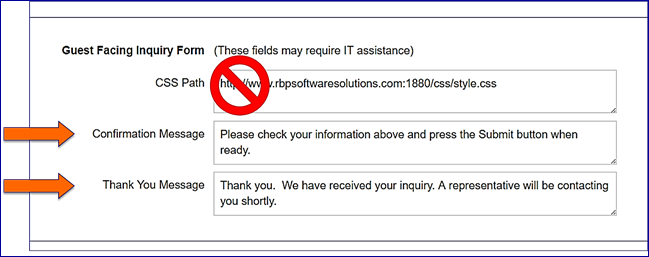 Guest Facing Inquiry Form (These fields may require IT assistance)
CSS Path http://www.rbpsoftwaresolutions.com:1880/css/style.css
Confirmation Message Please check your information above and press the Submit button when
ready.
Thank You Message Thank you.  We have received your inquiry. A representative will be contacting
you shortly.